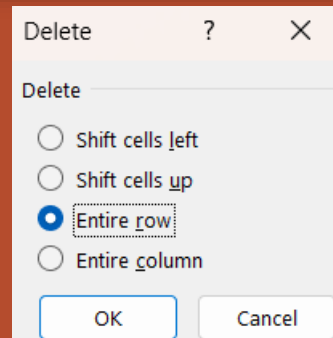 Delete ?
Delete
Shift cells left
Shift cells up
Entire row
Entire column
OK Cancel